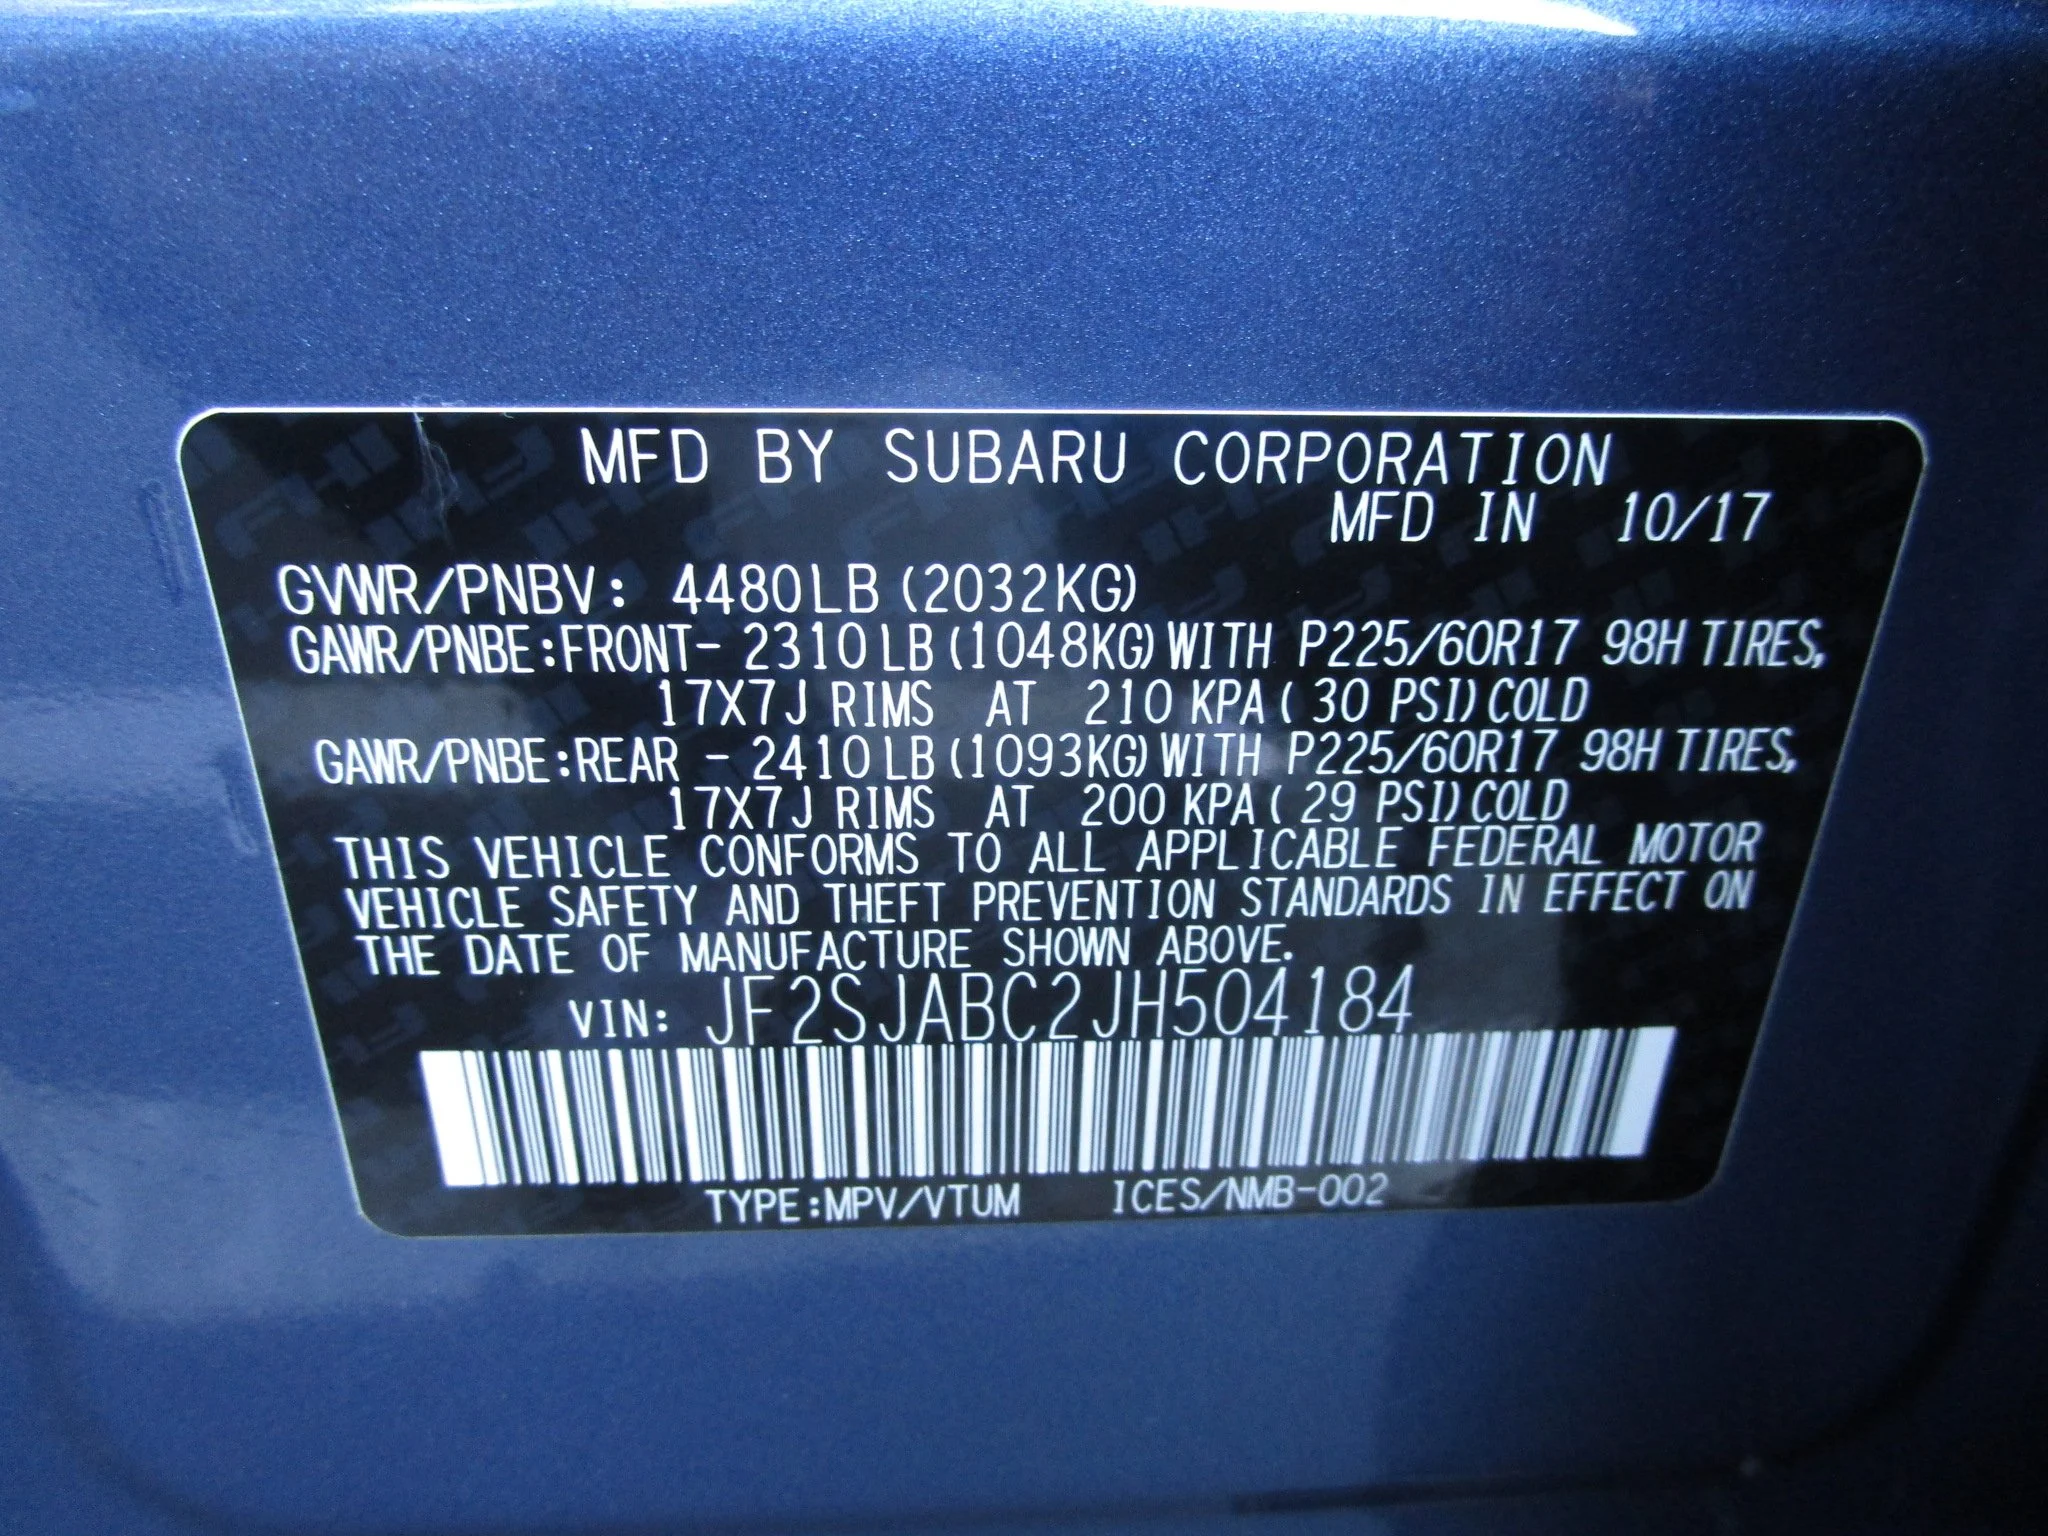 MFD BY SUBARU CORPORATION
MFD IN 10/17
GVWR/PNBV: 4480LB (2032KG)
GAWR/PNBE:FRONT- 2310LB(1048KG)WITH P225/60R17 98H TIRES,
17X7J RIMS AT 210 KPA( 30 PSI)COLD
GAWR/PNBE:REAR - 2410LB(1093KG)WITH P225/60R17 98H TIRES,
17X7J RIMS AT 200 KPA( 29 PSI)COLD
THIS VEHICLE CONFORMS TO ALL APPLICABLE FEDERAL MOTOR
VEHICLE SAFETY AND THEFT PREVENTION STANDARDS IN EFFECT ON
THE DATE OF MANUFACTURE SHOWN ABOVE.
VIN: JF2SJABC2JH504184
TYPE:MPV/VTUM ICES/NMB-002